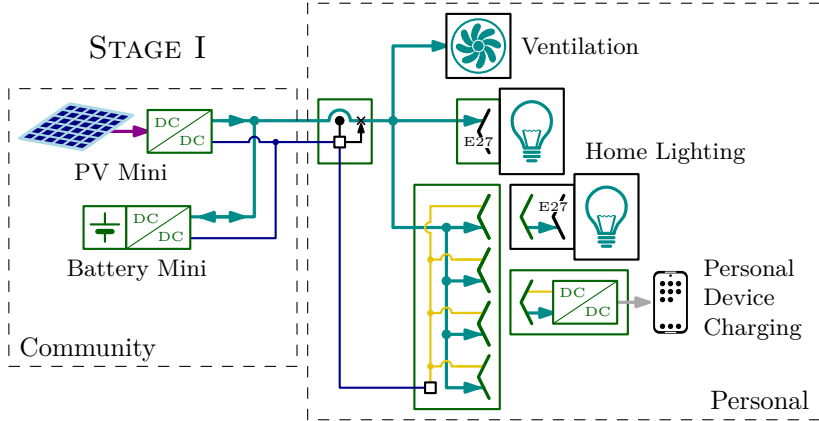 STAGE I
Ventilation
DC
DC
PV Mini
E27
Home Lighting
E27
DC
DC
Battery Mini
DC
DC
Personal
Device
Charging
Community
Personal